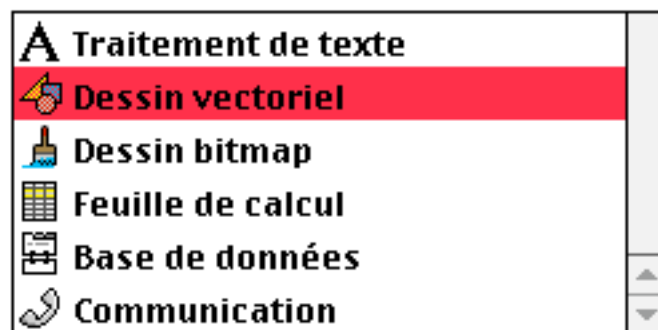 Traitement de texte
Dessin vectoriel
Dessin bitmap
Feuille de calcul
Base de données
Communication